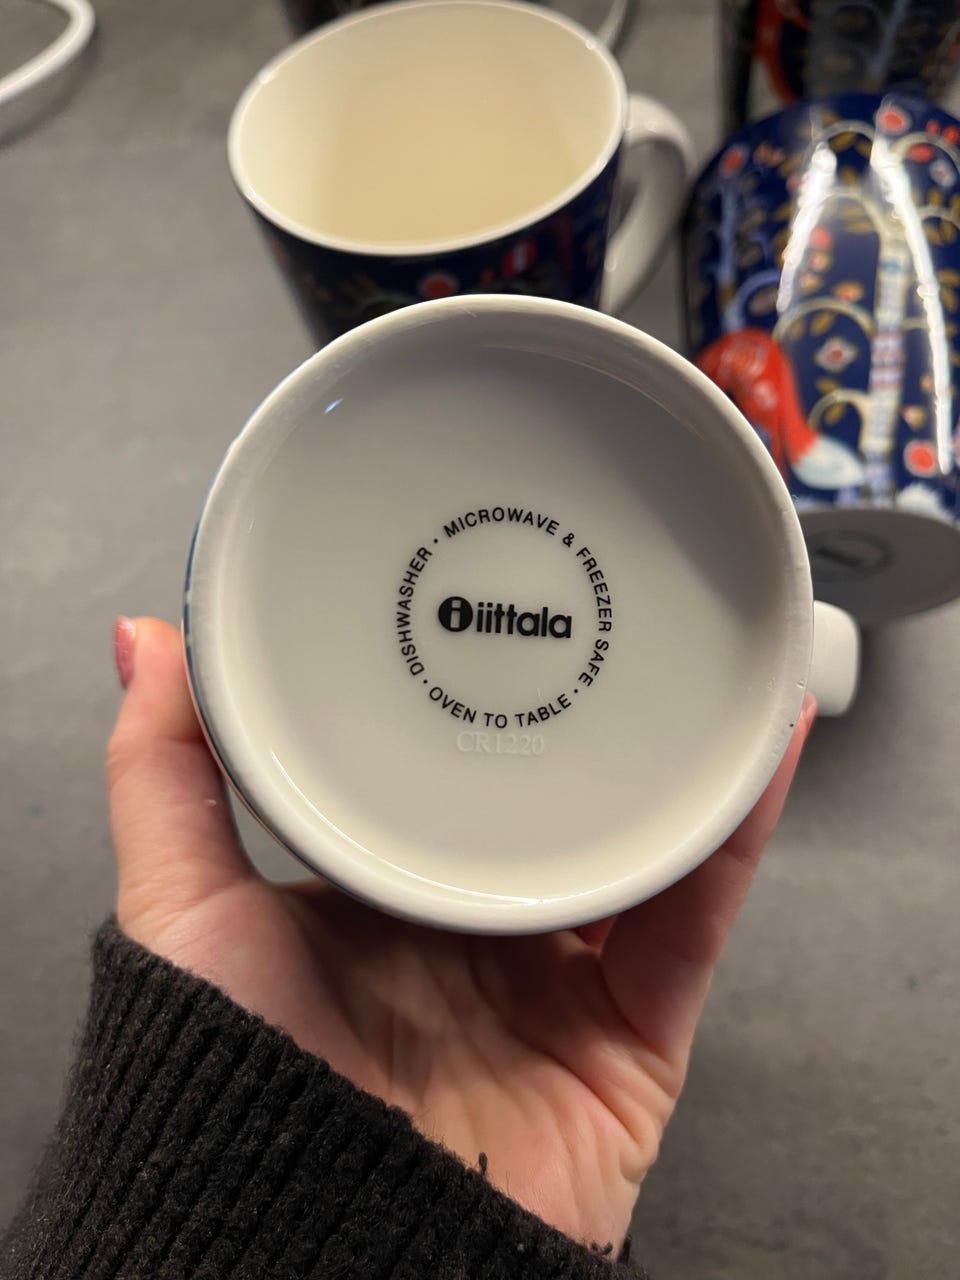 DISHWASHER • MICROWAVE & FREEZER SAFE • OVEN TO TABLE •
i iittala
CR1220